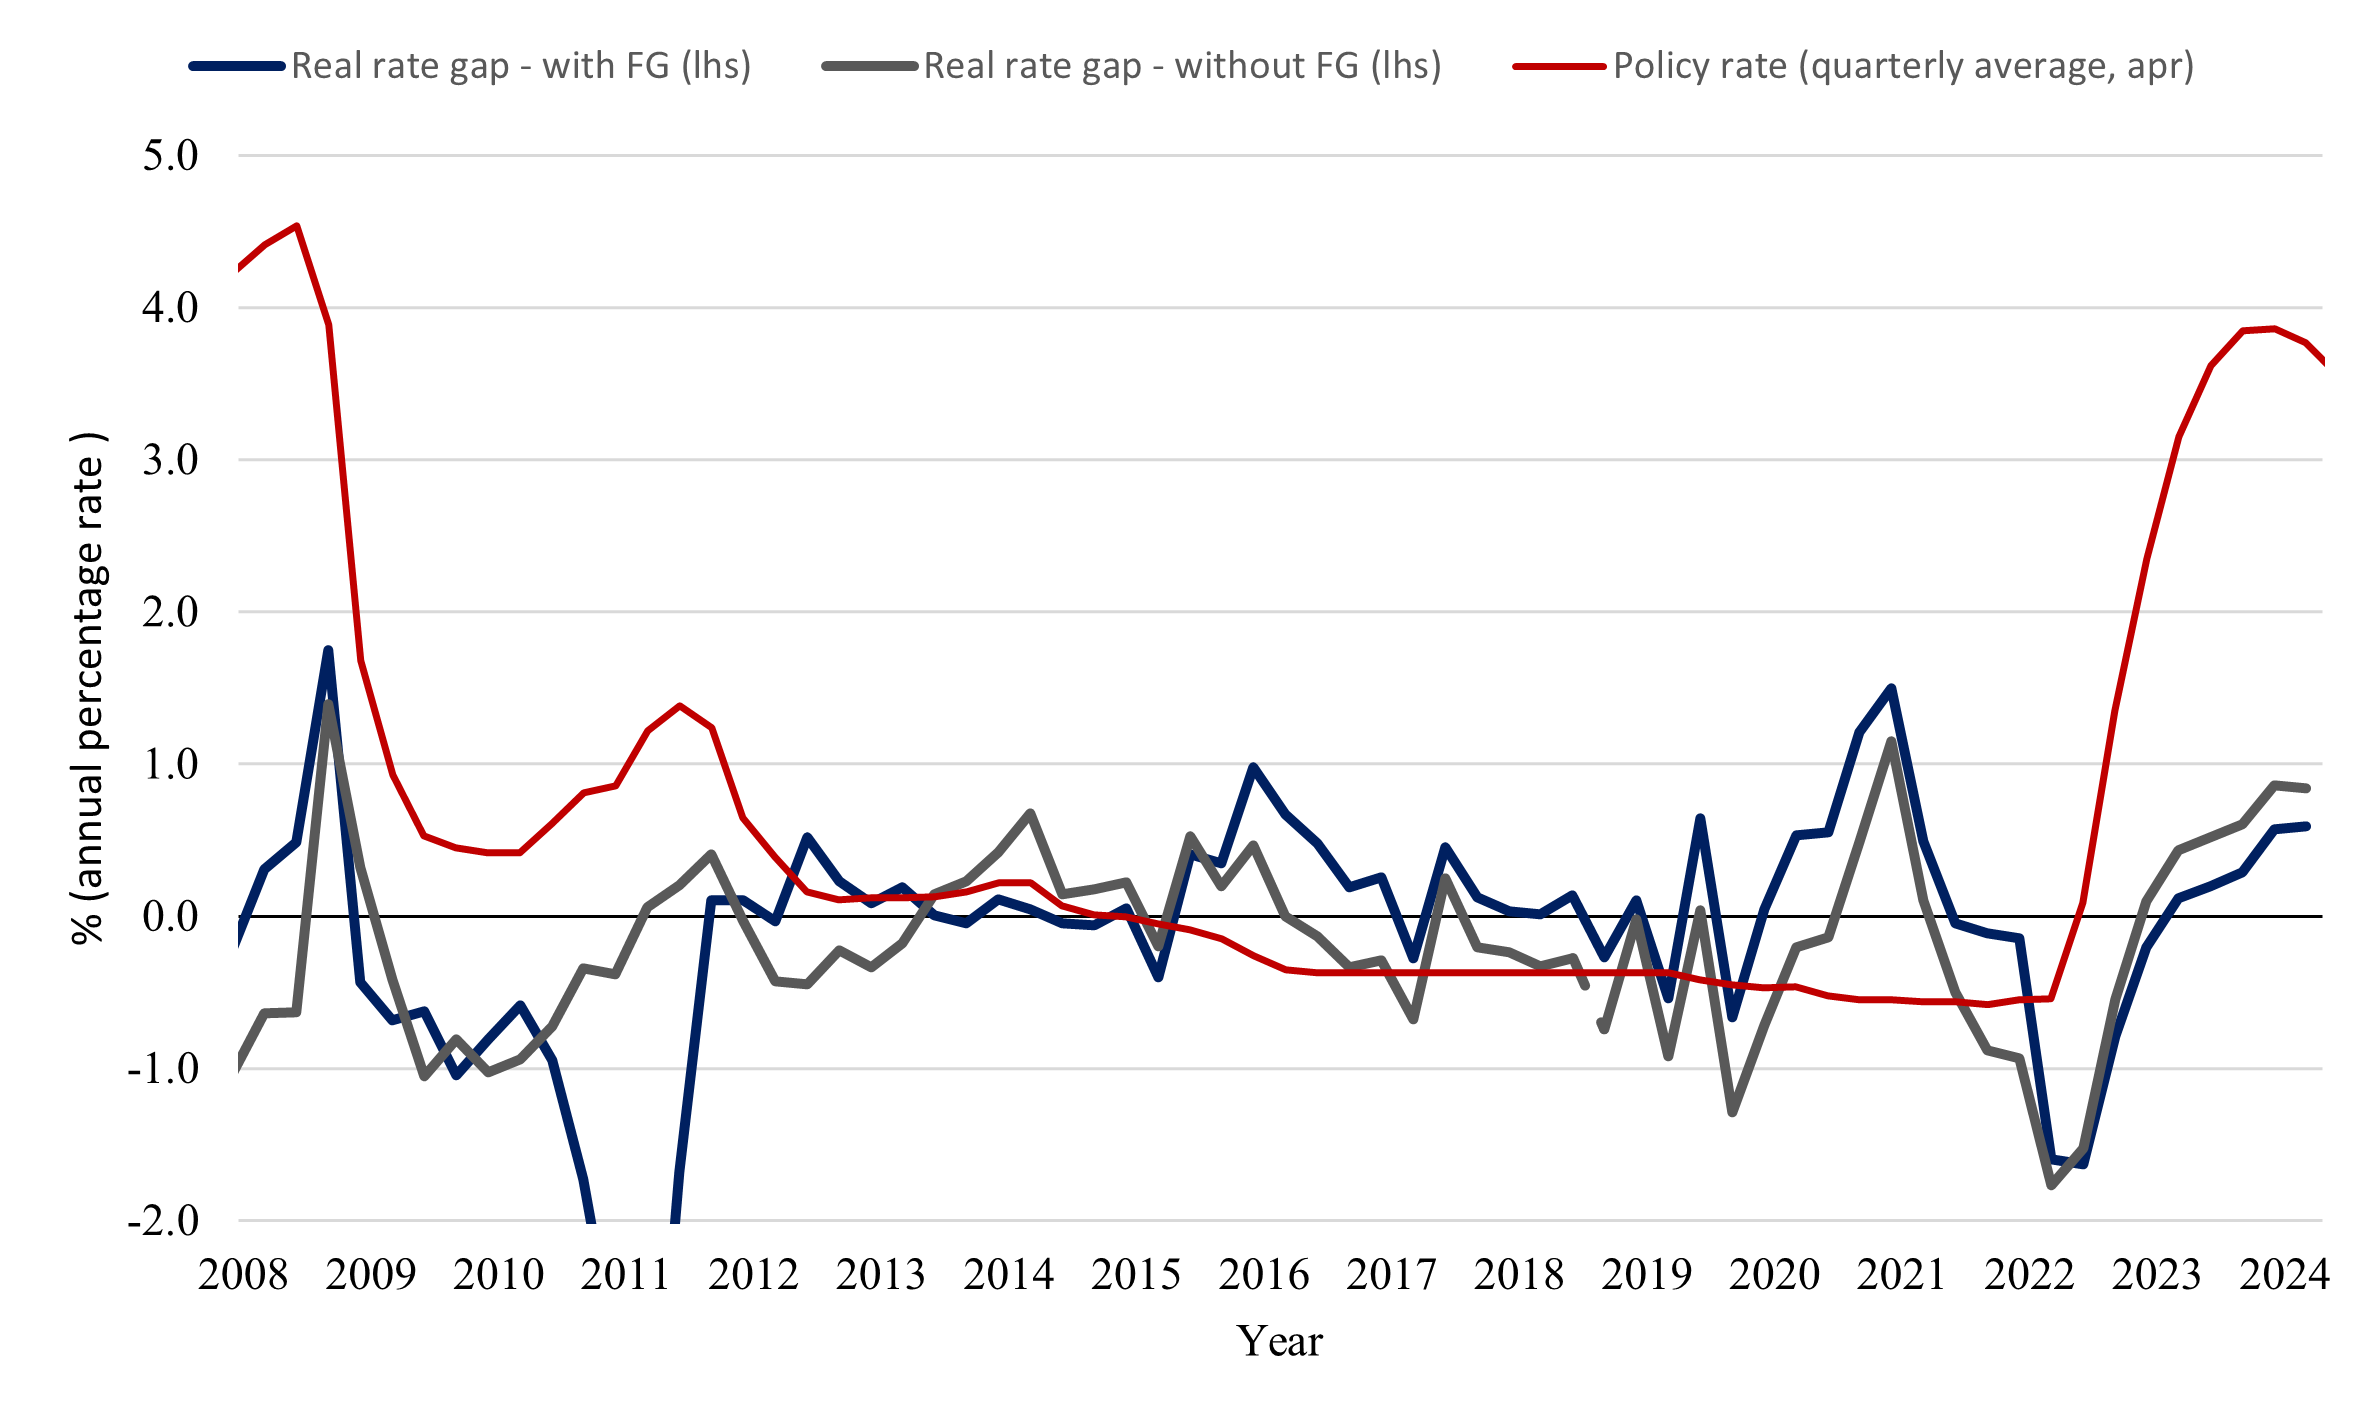 Real rate gap - with FG (lhs) Real rate gap - without FG (lhs) Policy rate (quarterly average, apr)
% (annual percentage rate )
5.0
4.0
3.0
2.0
1.0
0.0
-1.0
-2.0
2008 2009 2010 2011 2012 2013 2014 2015 2016 2017 2018 2019 2020 2021 2022 2023 2024
Year